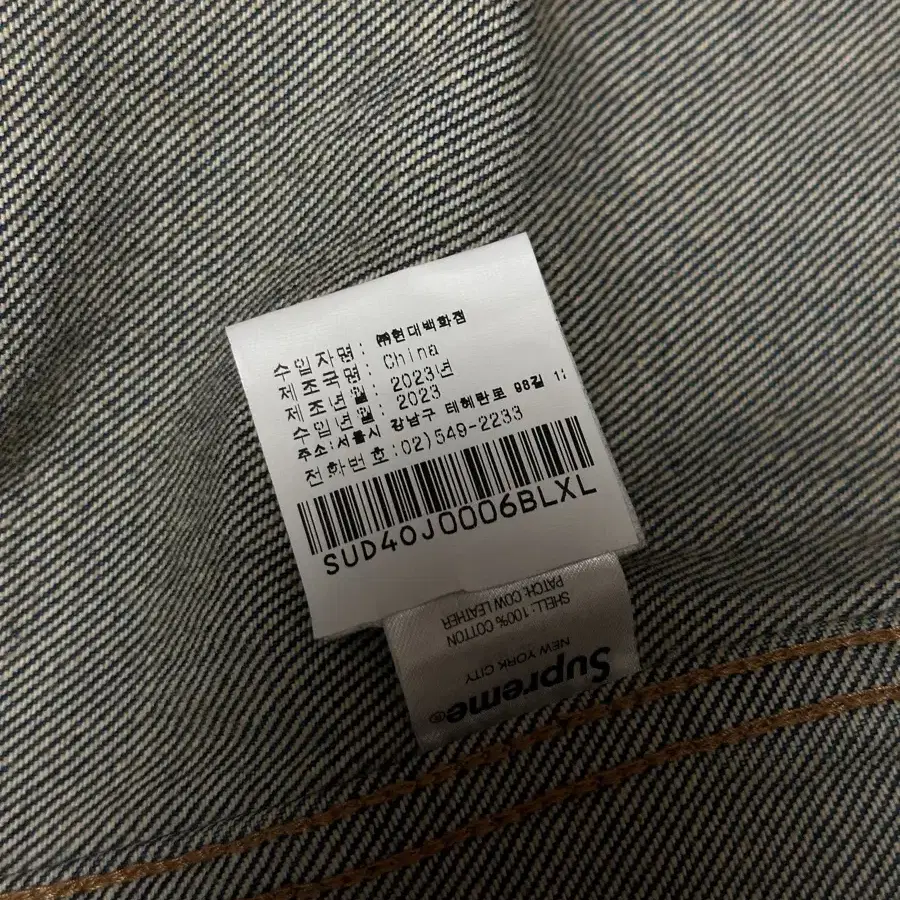 수입자명: ㈜현대백화점
제조국명: China
제조년월: 2023년
수입년월: 2023
주소:서울시 강남구 테헤란로 98길 1
전화번호:02)549-2233
SUD4OJ0006BLXL
Supreme®
NEW YORK CITY
SHELL: 100% COTTON
PATCH: COW LEATHER